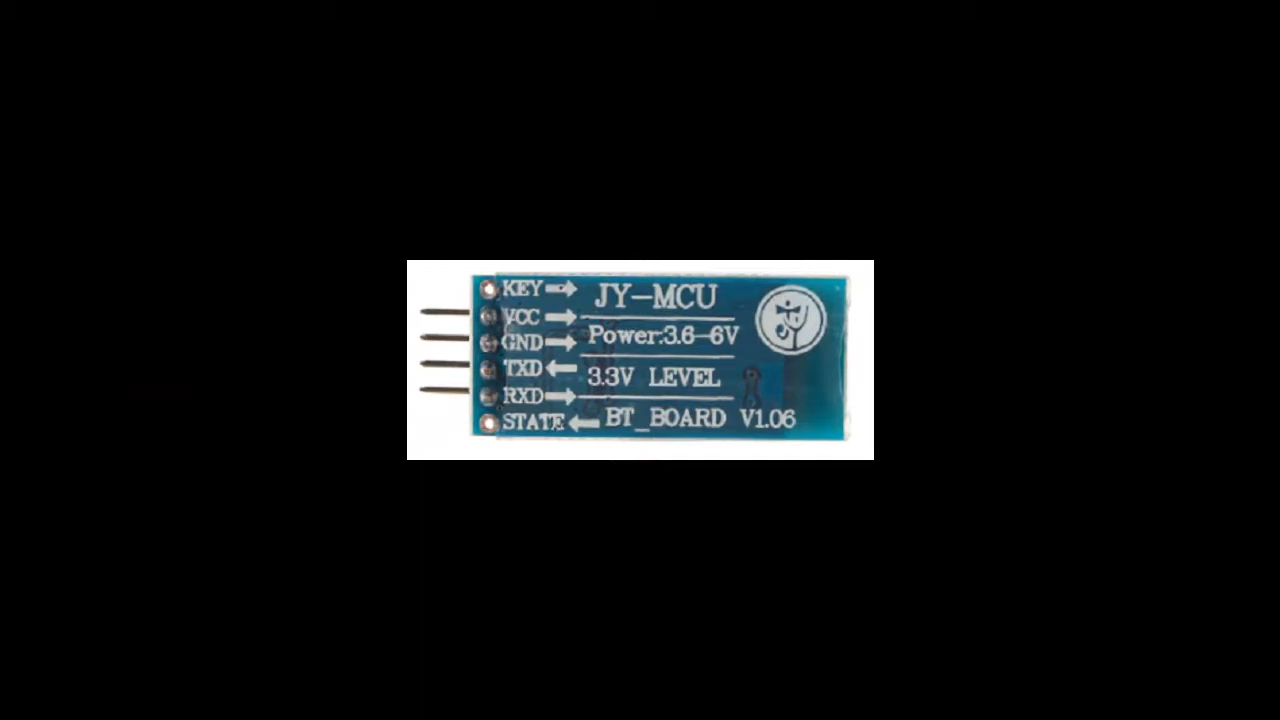 KEY
VCC
GND
TXD
RXD
STATE
JY-MCU
Power:3.6-6V
3.3V LEVEL
BT_BOARD V1.06